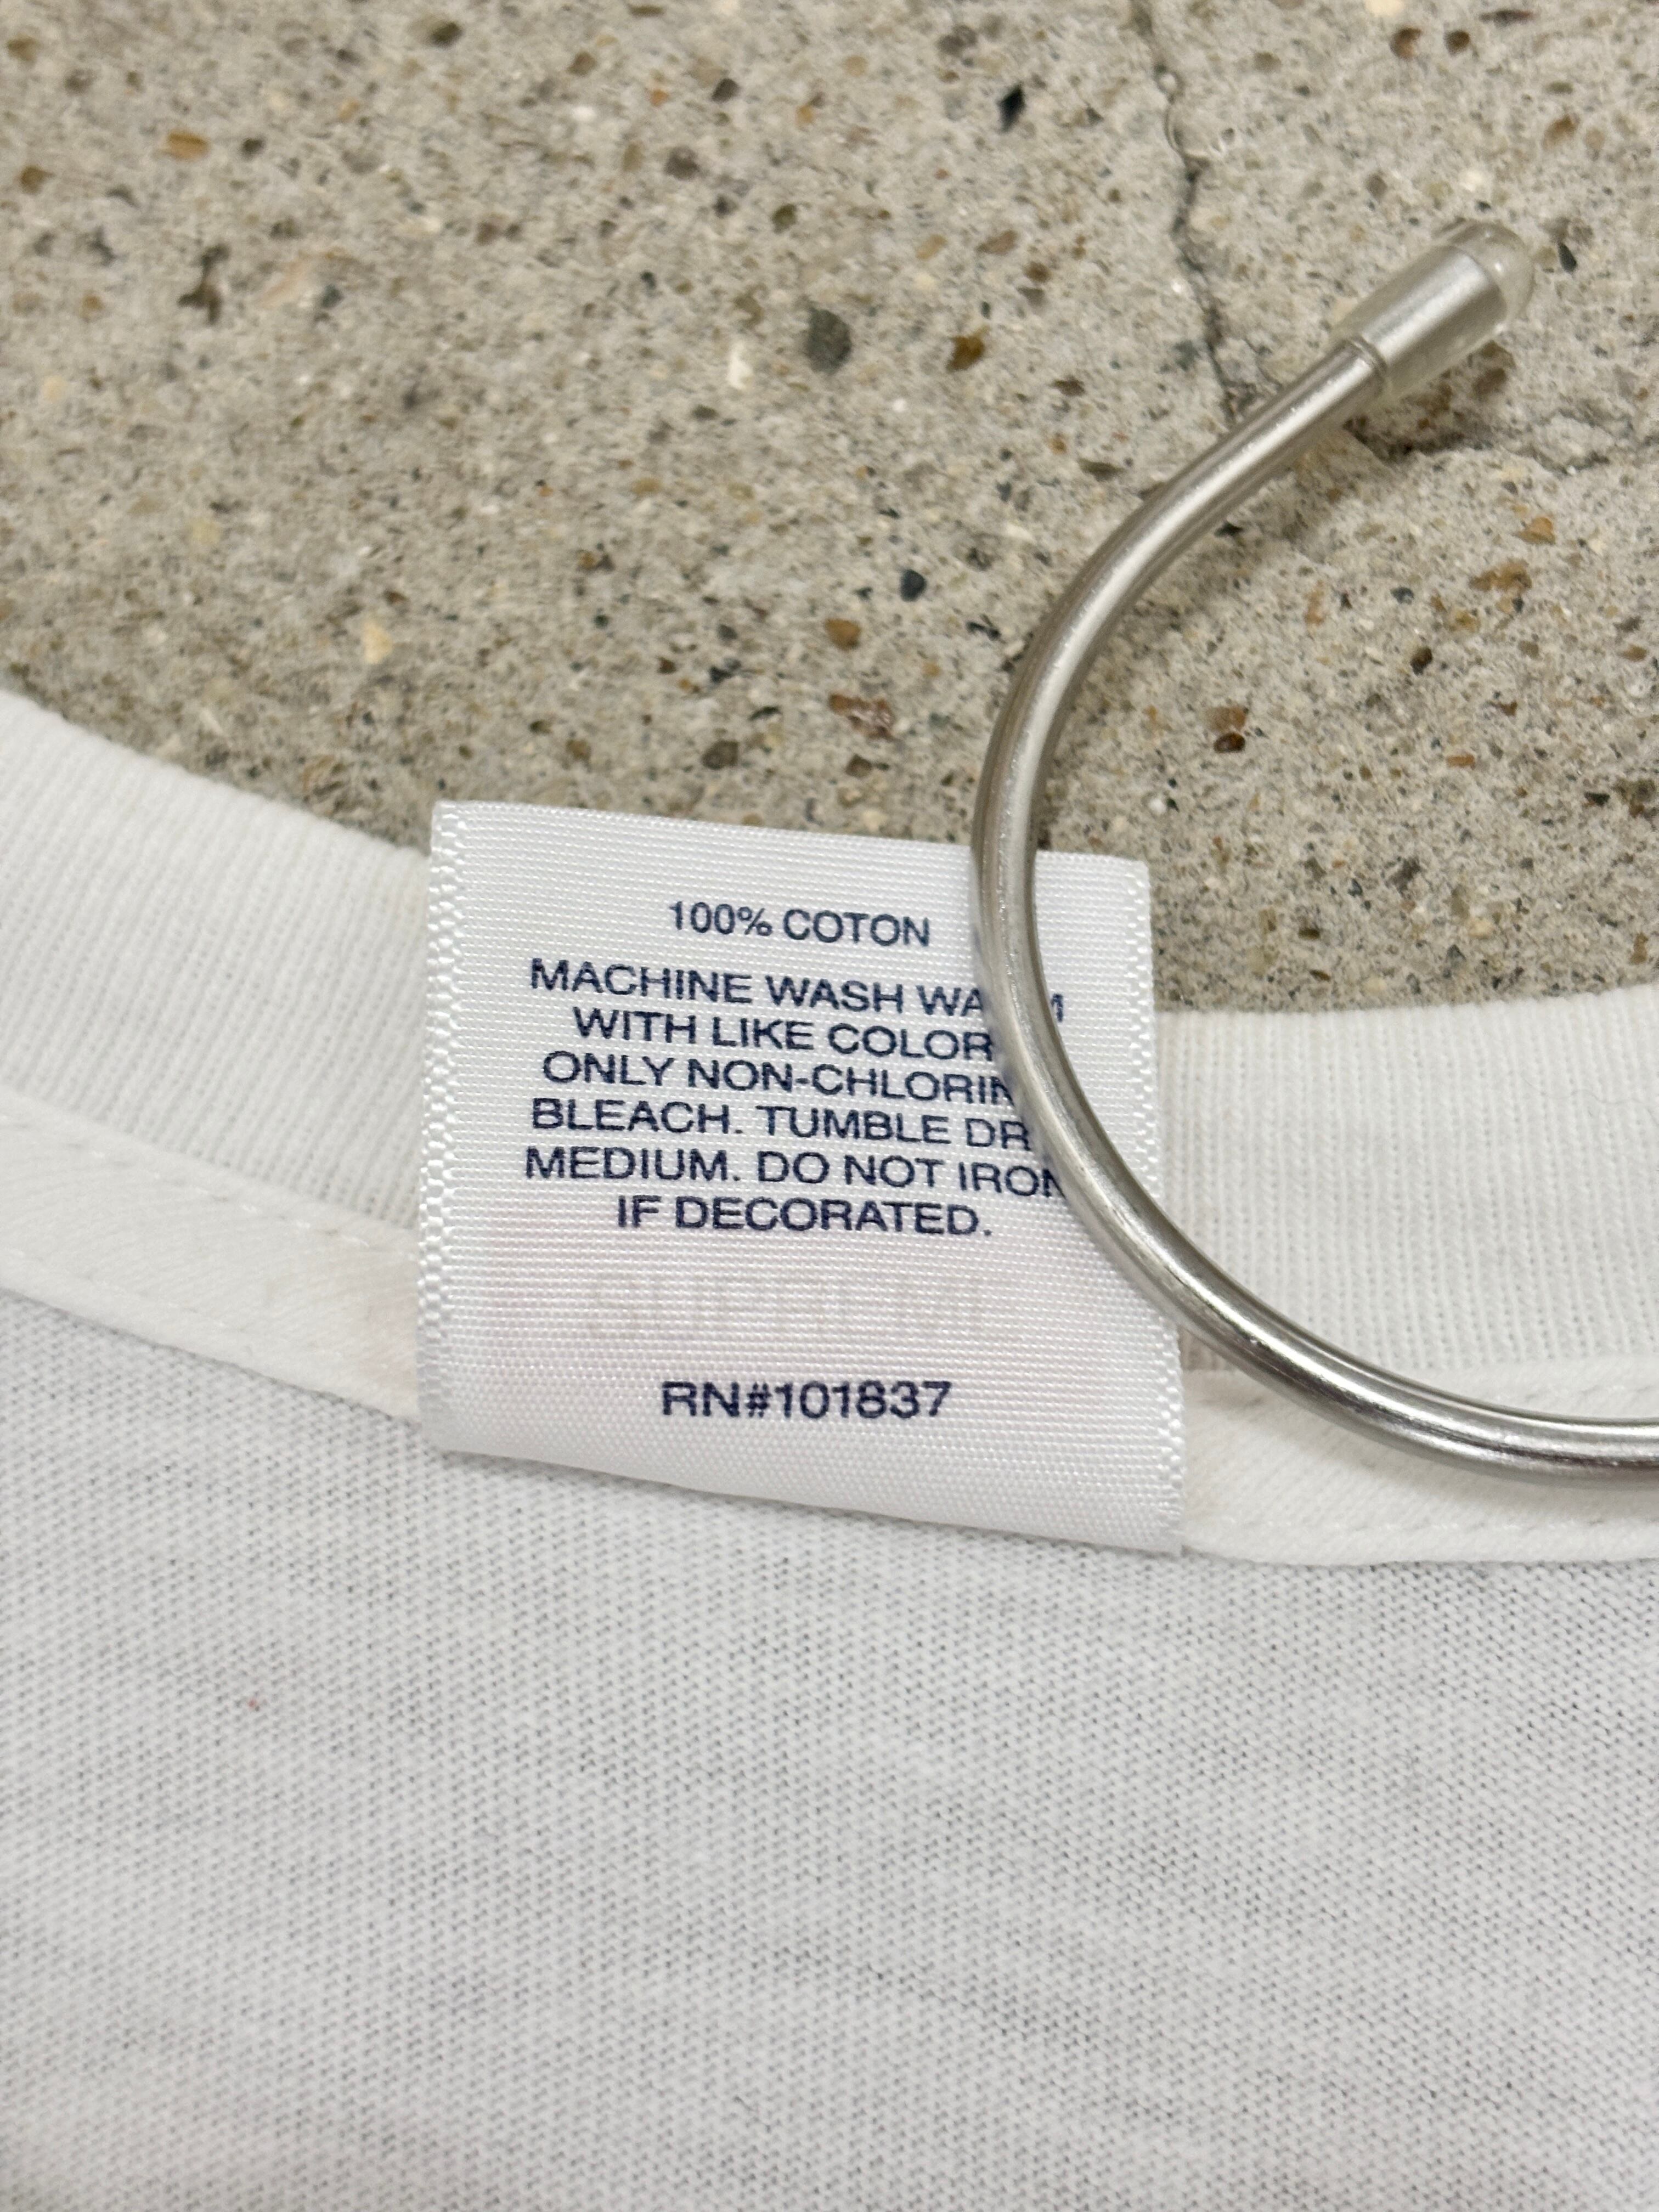 100% COTON
MACHINE WASH
WITH LIKE COLOR
ONLY NON-CHLORIN
BLEACH. TUMBLE DR
MEDIUM. DO NOT IRON
IF DECORATED.
RN#101837